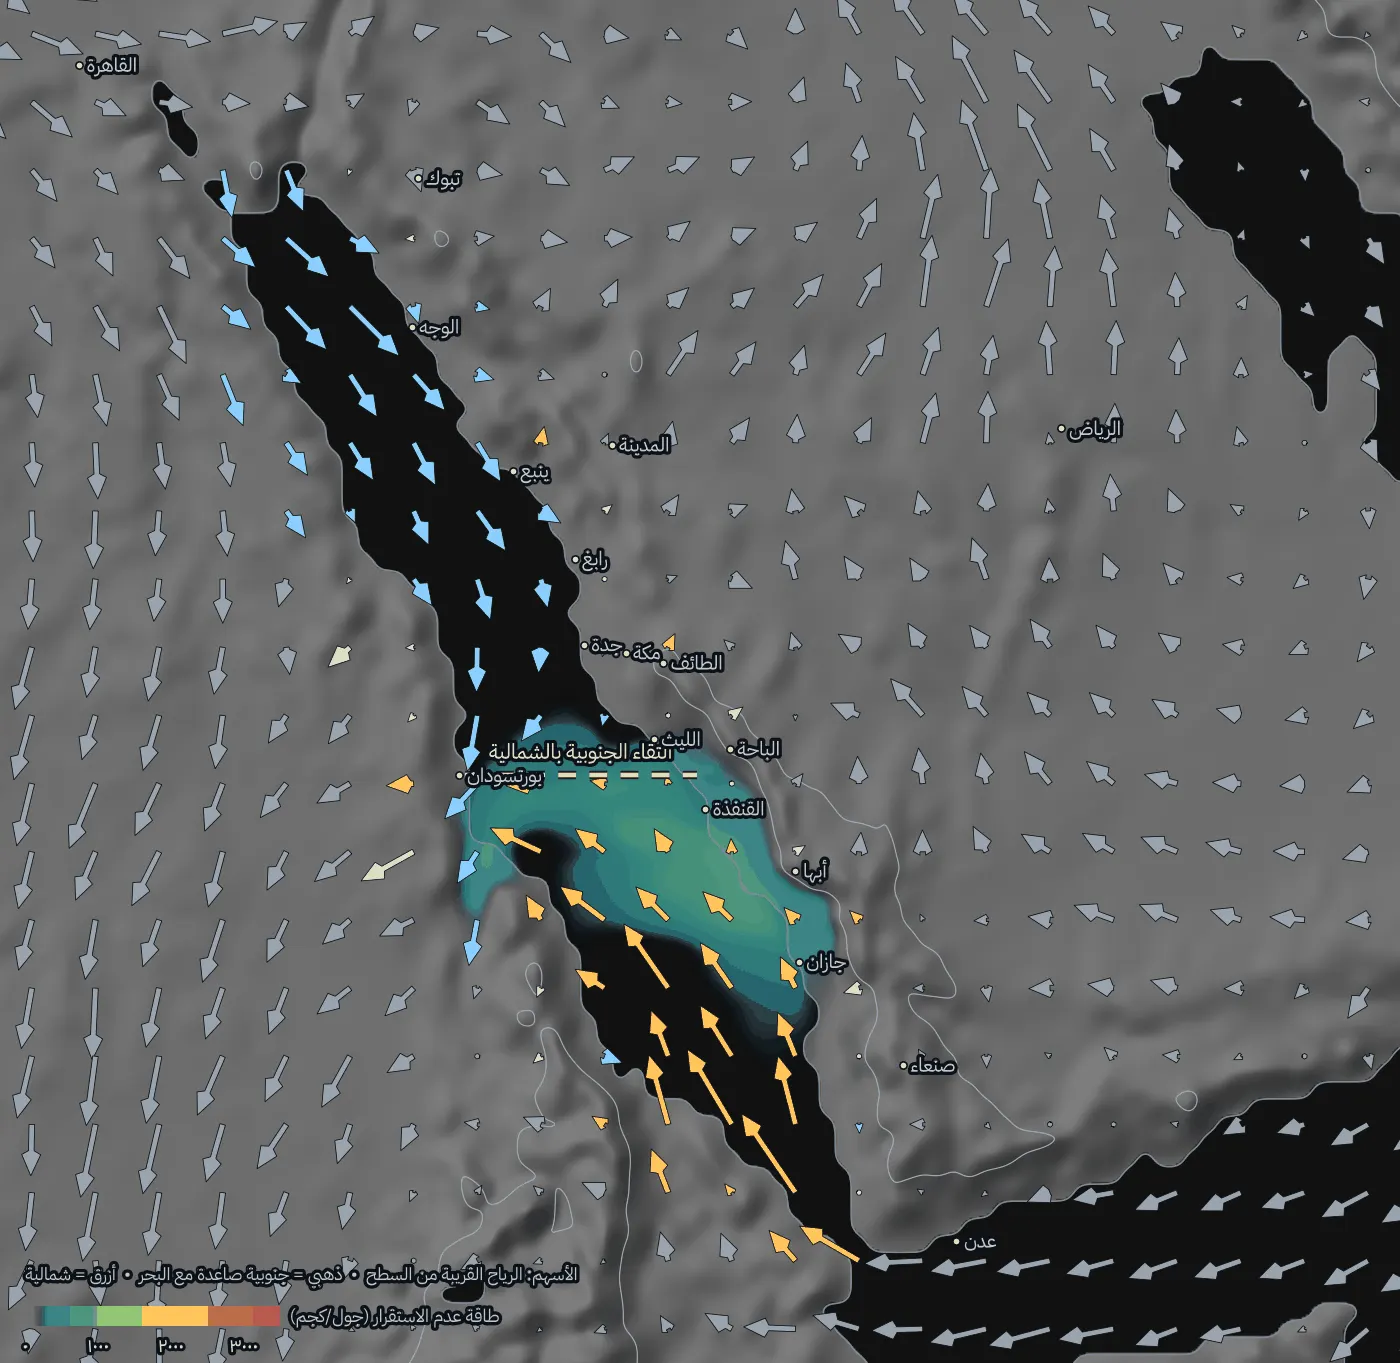 القاهرة
تبوك
الوجه
الرياض
المدينة
ينبع
رابغ
جدة
مكة
الطائف
الليث
الباحة
التقاء الجنوبية بالشمالية
بورتسودان
القنفذة
أبها
جازان
صنعاء
عدن
الأسهم: الرياح القريبة من السطح • ذهبي = جنوبية صاعدة مع البحر • أزرق = شمالية
طاقة عدم الاستقرار (جول/كجم)
٠ ١٠٠٠ ٢٠٠٠ ٣٠٠٠